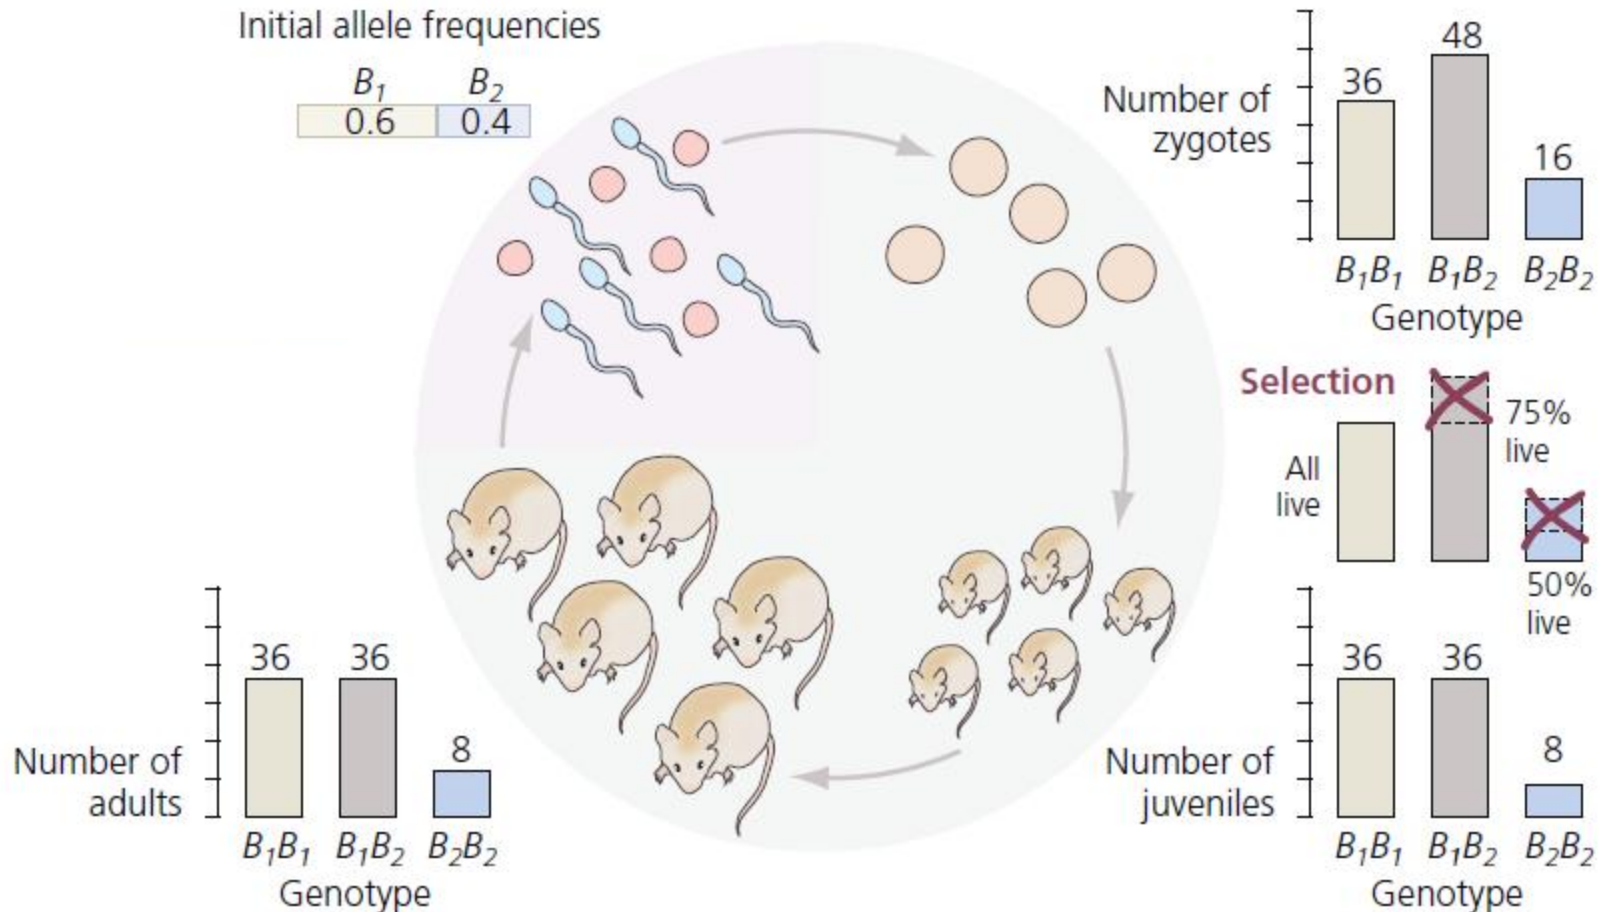 Initial allele frequencies
B₁ B₂
0.6 0.4
Number of
zygotes
36 48 16
B₁B₁ B₁B₂ B₂B₂
Genotype
Selection
All
live
75%
live
50%
live
Number of
juveniles
36 36 8
B₁B₁ B₁B₂ B₂B₂
Genotype
Number of
adults
36 36 8
B₁B₁ B₁B₂ B₂B₂
Genotype